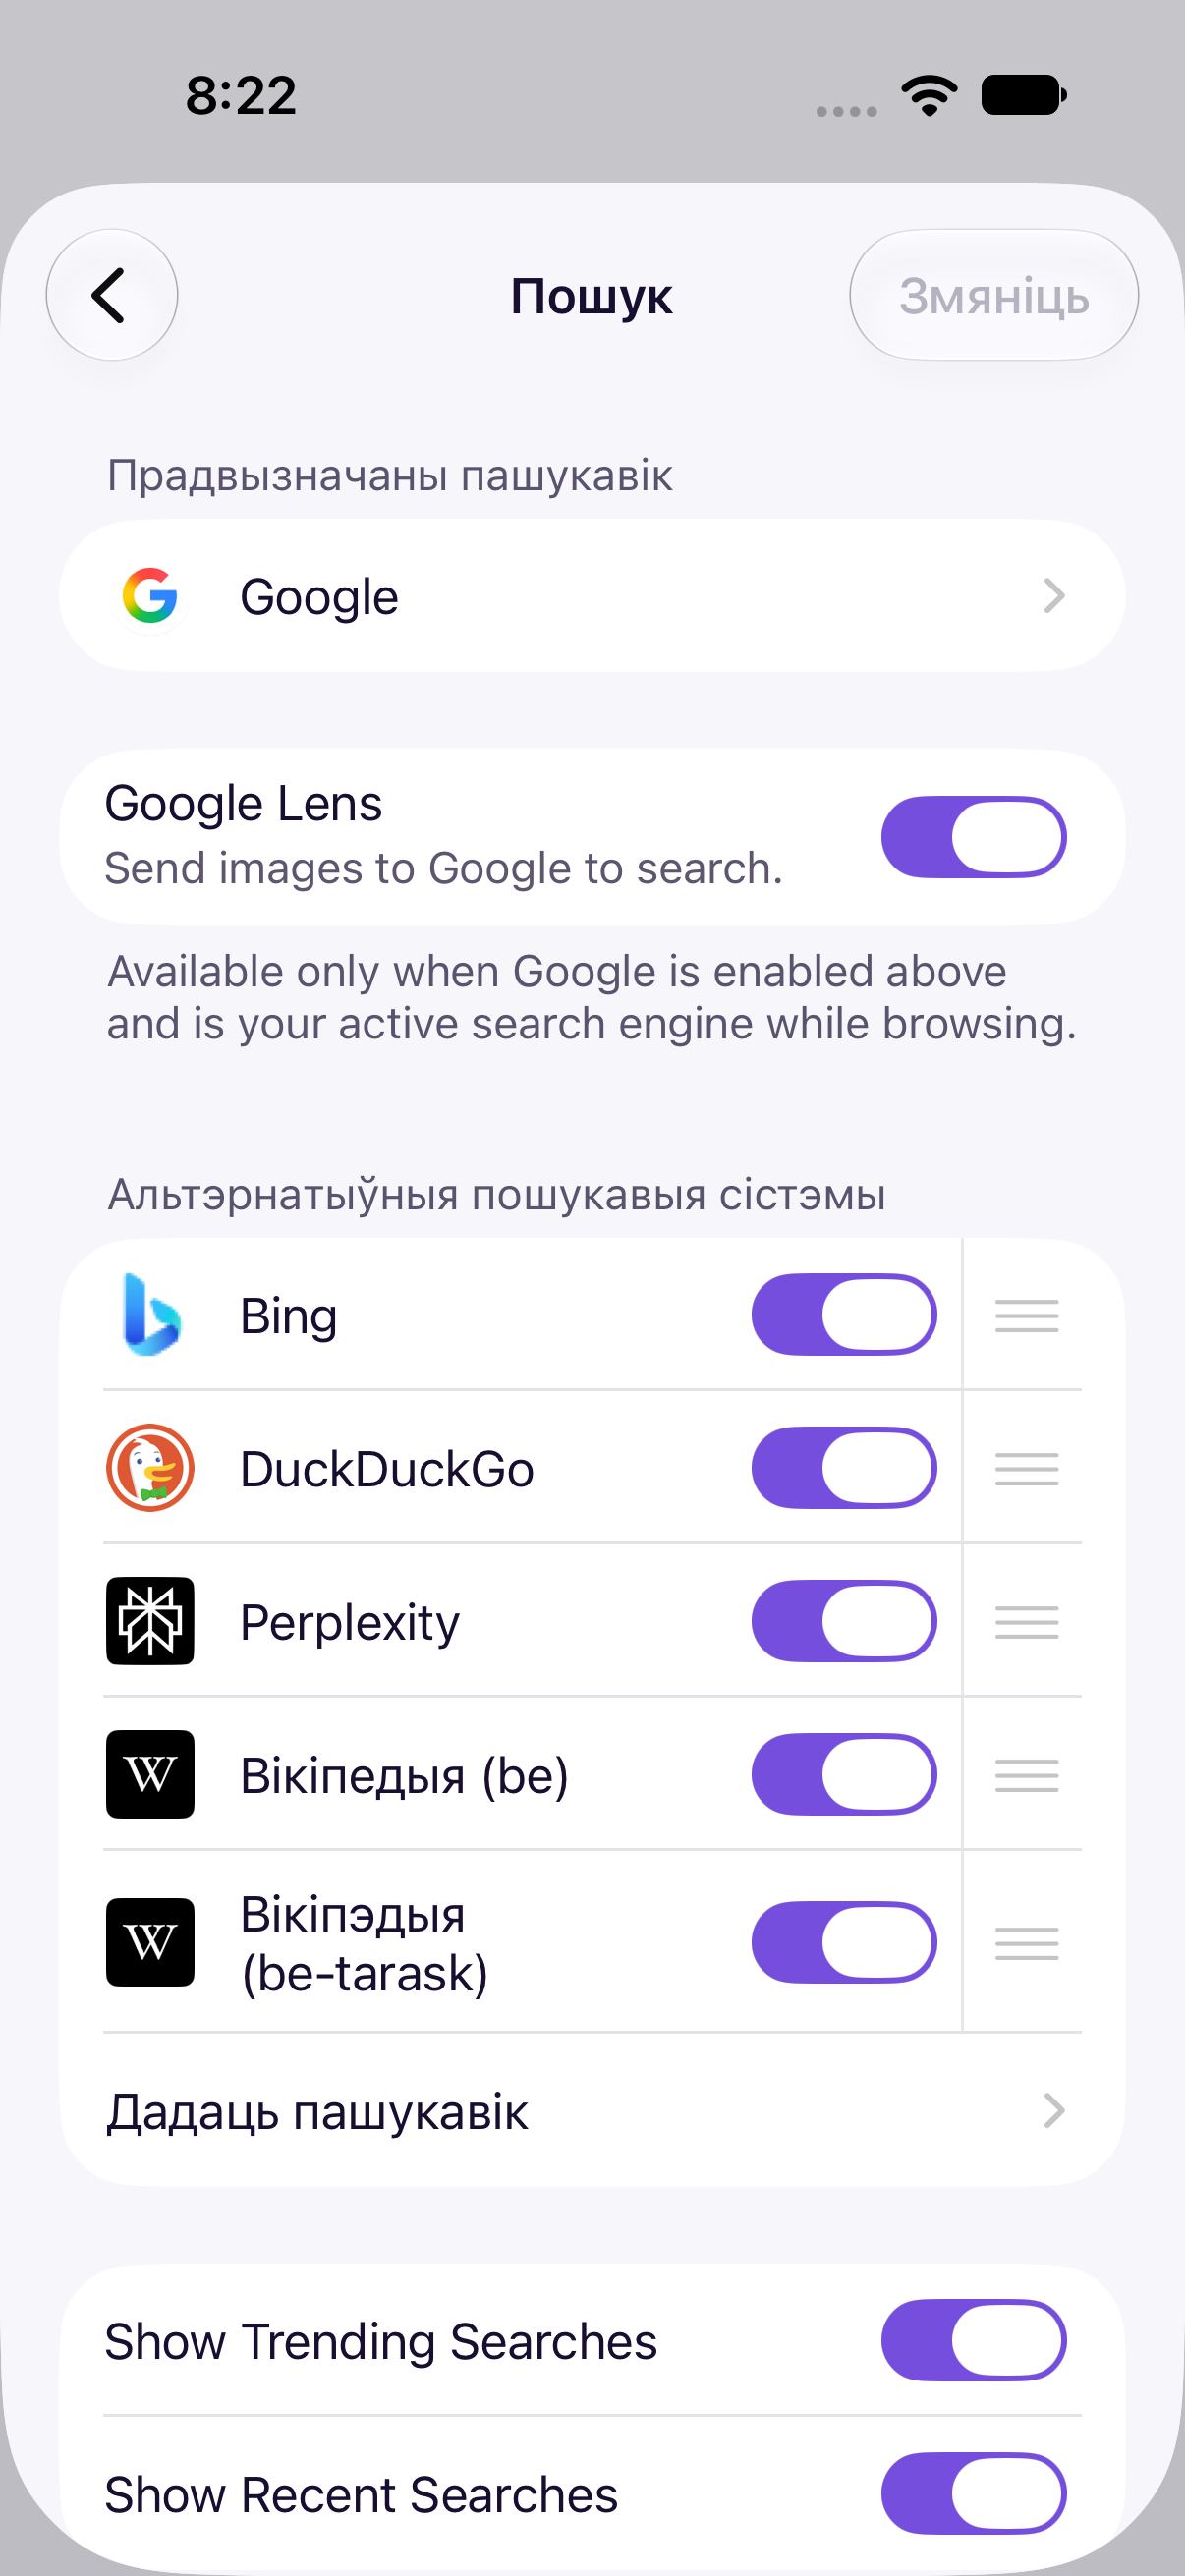 8:22
Пошук
Змяніць
Прадвызначаны пашукавік
Google
Google Lens
Send images to Google to search.
Available only when Google is enabled above
and is your active search engine while browsing.
Альтэрнатыўныя пошукавыя сістэмы
Bing
DuckDuckGo
Perplexity
Вікіпедыя (be)
Вікіпэдыя
(be-tarask)
Дадаць пашукавік
Show Trending Searches
Show Recent Searches